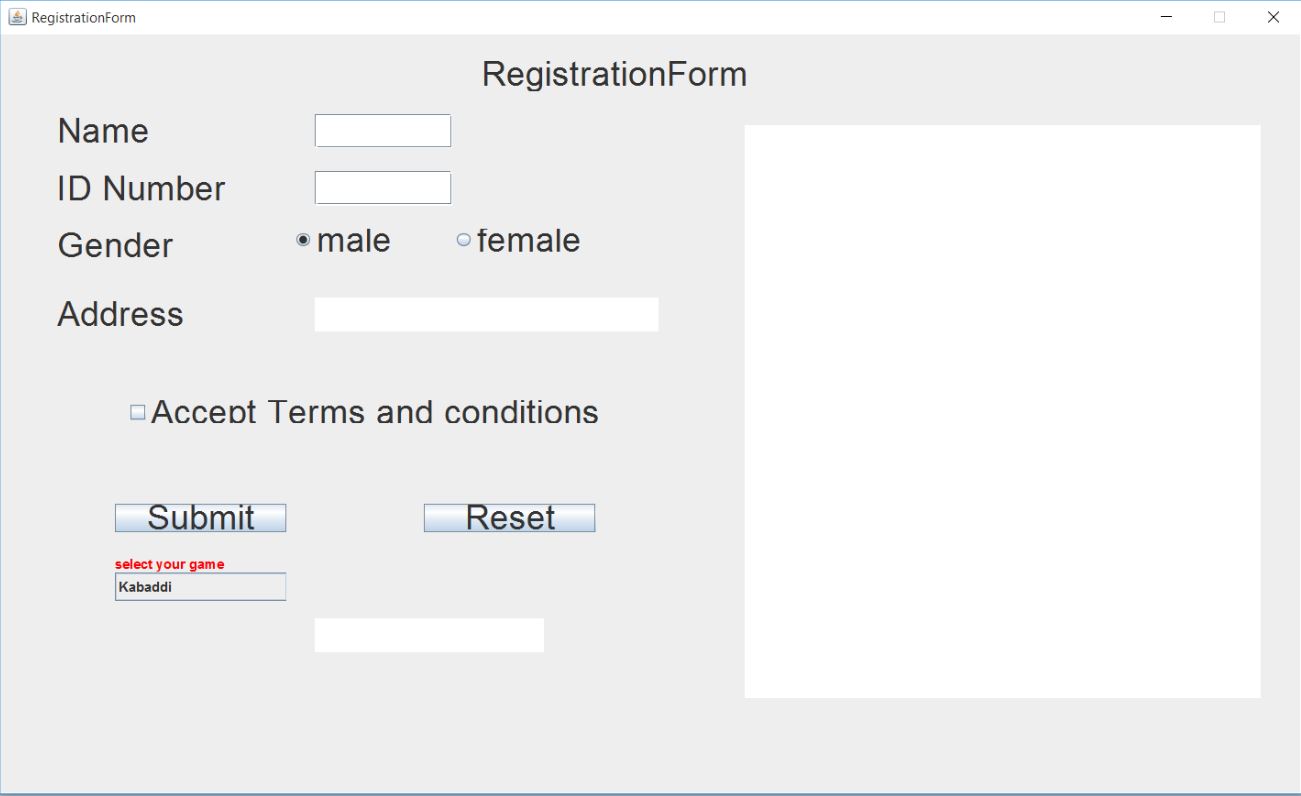 RegistrationForm
RegistrationForm
Name
ID Number
Gender
male female
Address
Accept Terms and conditions
Submit Reset
select your game
Kabaddi